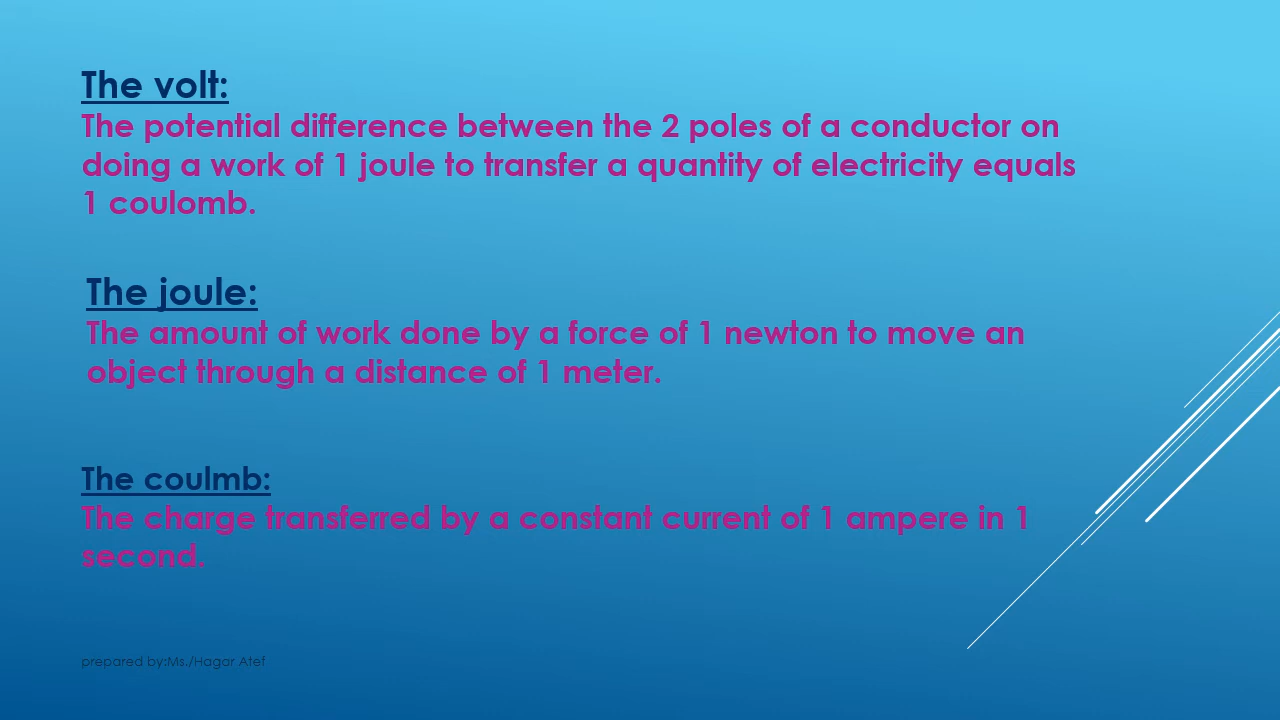 The volt:
The potential difference between the 2 poles of a conductor on
doing a work of 1 joule to transfer a quantity of electricity equals
1 coulomb.
The joule:
The amount of work done by a force of 1 newton to move an
object through a distance of 1 meter.
The coulmb:
The charge transferred by a constant current of 1 ampere in 1
second.
prepared by:Ms./Hagar Atef